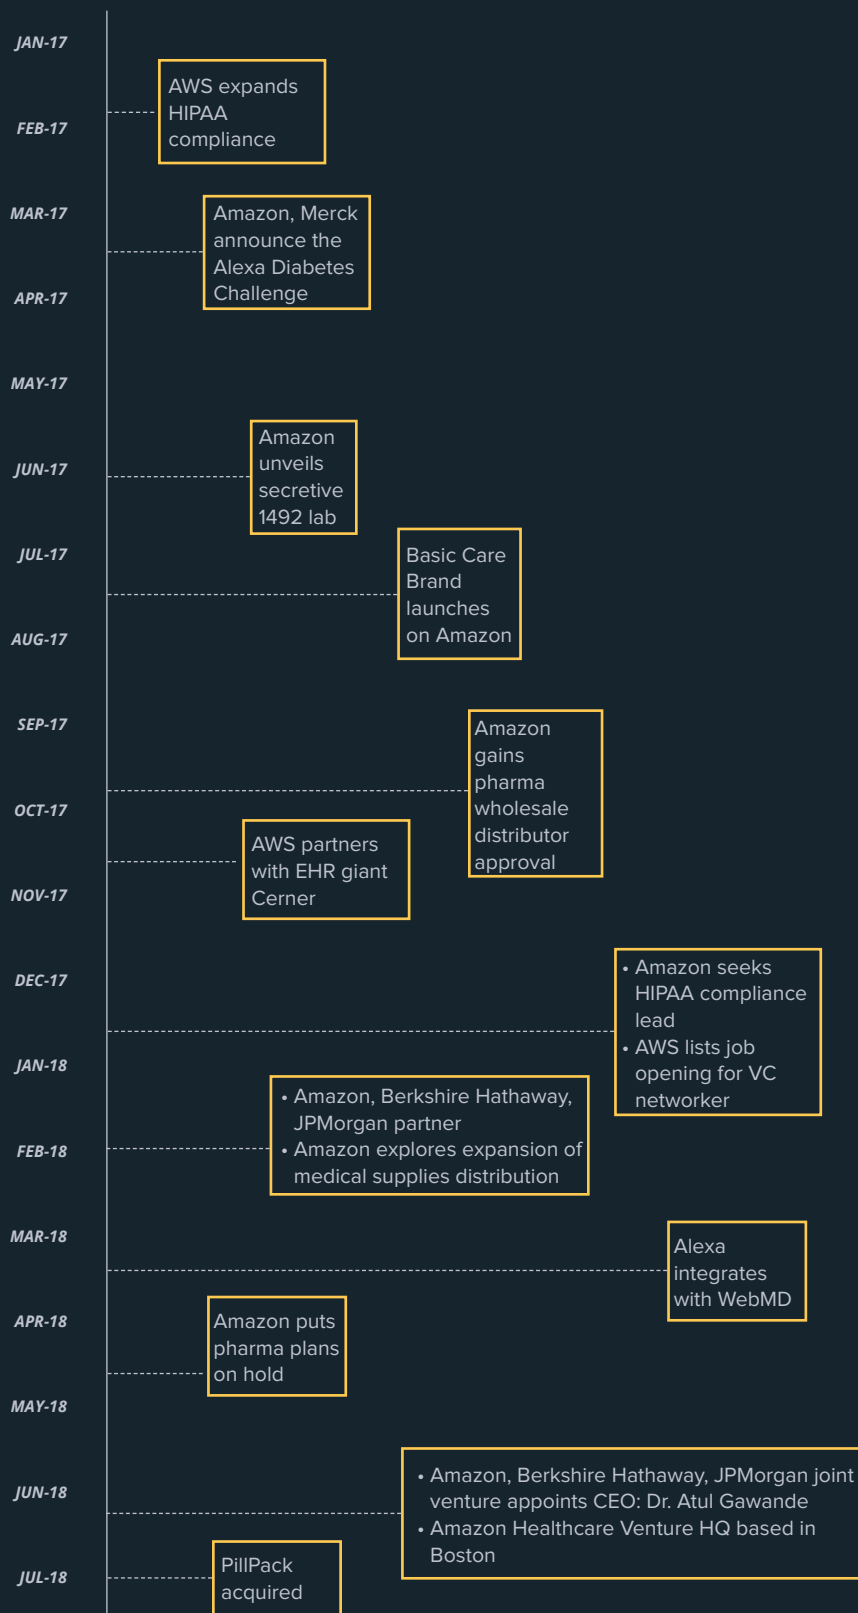 JAN-17
AWS expands
HIPAA
compliance
FEB-17
MAR-17
Amazon, Merck
announce the
Alexa Diabetes
Challenge
APR-17
MAY-17
Amazon
unveils
secretive
1492 lab
JUN-17
JUL-17
Basic Care
Brand
launches
on Amazon
AUG-17
SEP-17
Amazon
gains
pharma
wholesale
distributor
approval
OCT-17
AWS partners
with EHR giant
Cerner
NOV-17
DEC-17
• Amazon seeks
HIPAA compliance
lead
• AWS lists job
opening for VC
networker
JAN-18
• Amazon, Berkshire Hathaway,
JPMorgan partner
• Amazon explores expansion of
medical supplies distribution
FEB-18
MAR-18
Alexa
integrates
with WebMD
APR-18
Amazon puts
pharma plans
on hold
MAY-18
• Amazon, Berkshire Hathaway, JPMorgan joint
venture appoints CEO: Dr. Atul Gawande
• Amazon Healthcare Venture HQ based in
Boston
JUN-18
JUL-18
PillPack
acquired